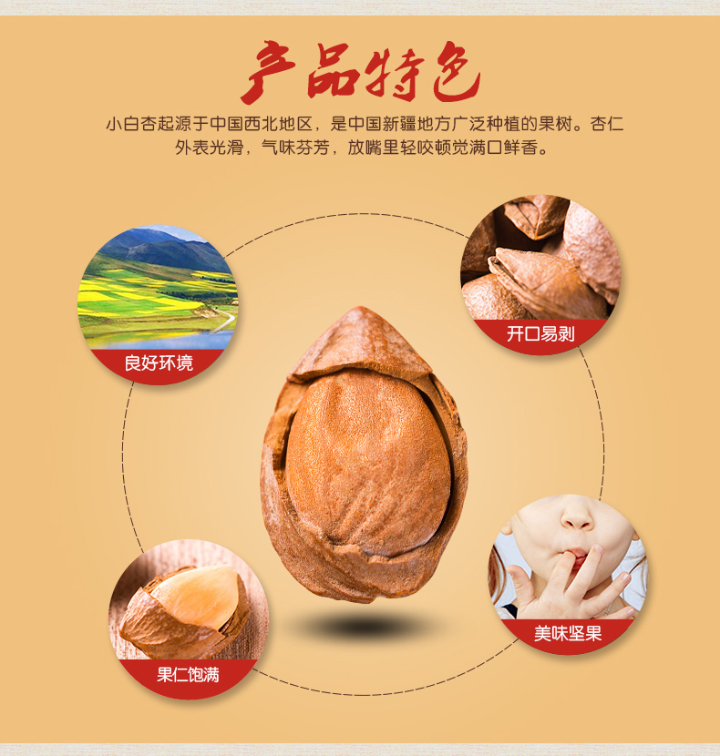 产品特色
小白杏起源于中国西北地区，是中国新疆地方广泛种植的果树。杏仁
外表光滑，气味芬芳，放嘴里轻咬顿觉满口鲜香。
开口易剥
良好环境
美味坚果
果仁饱满